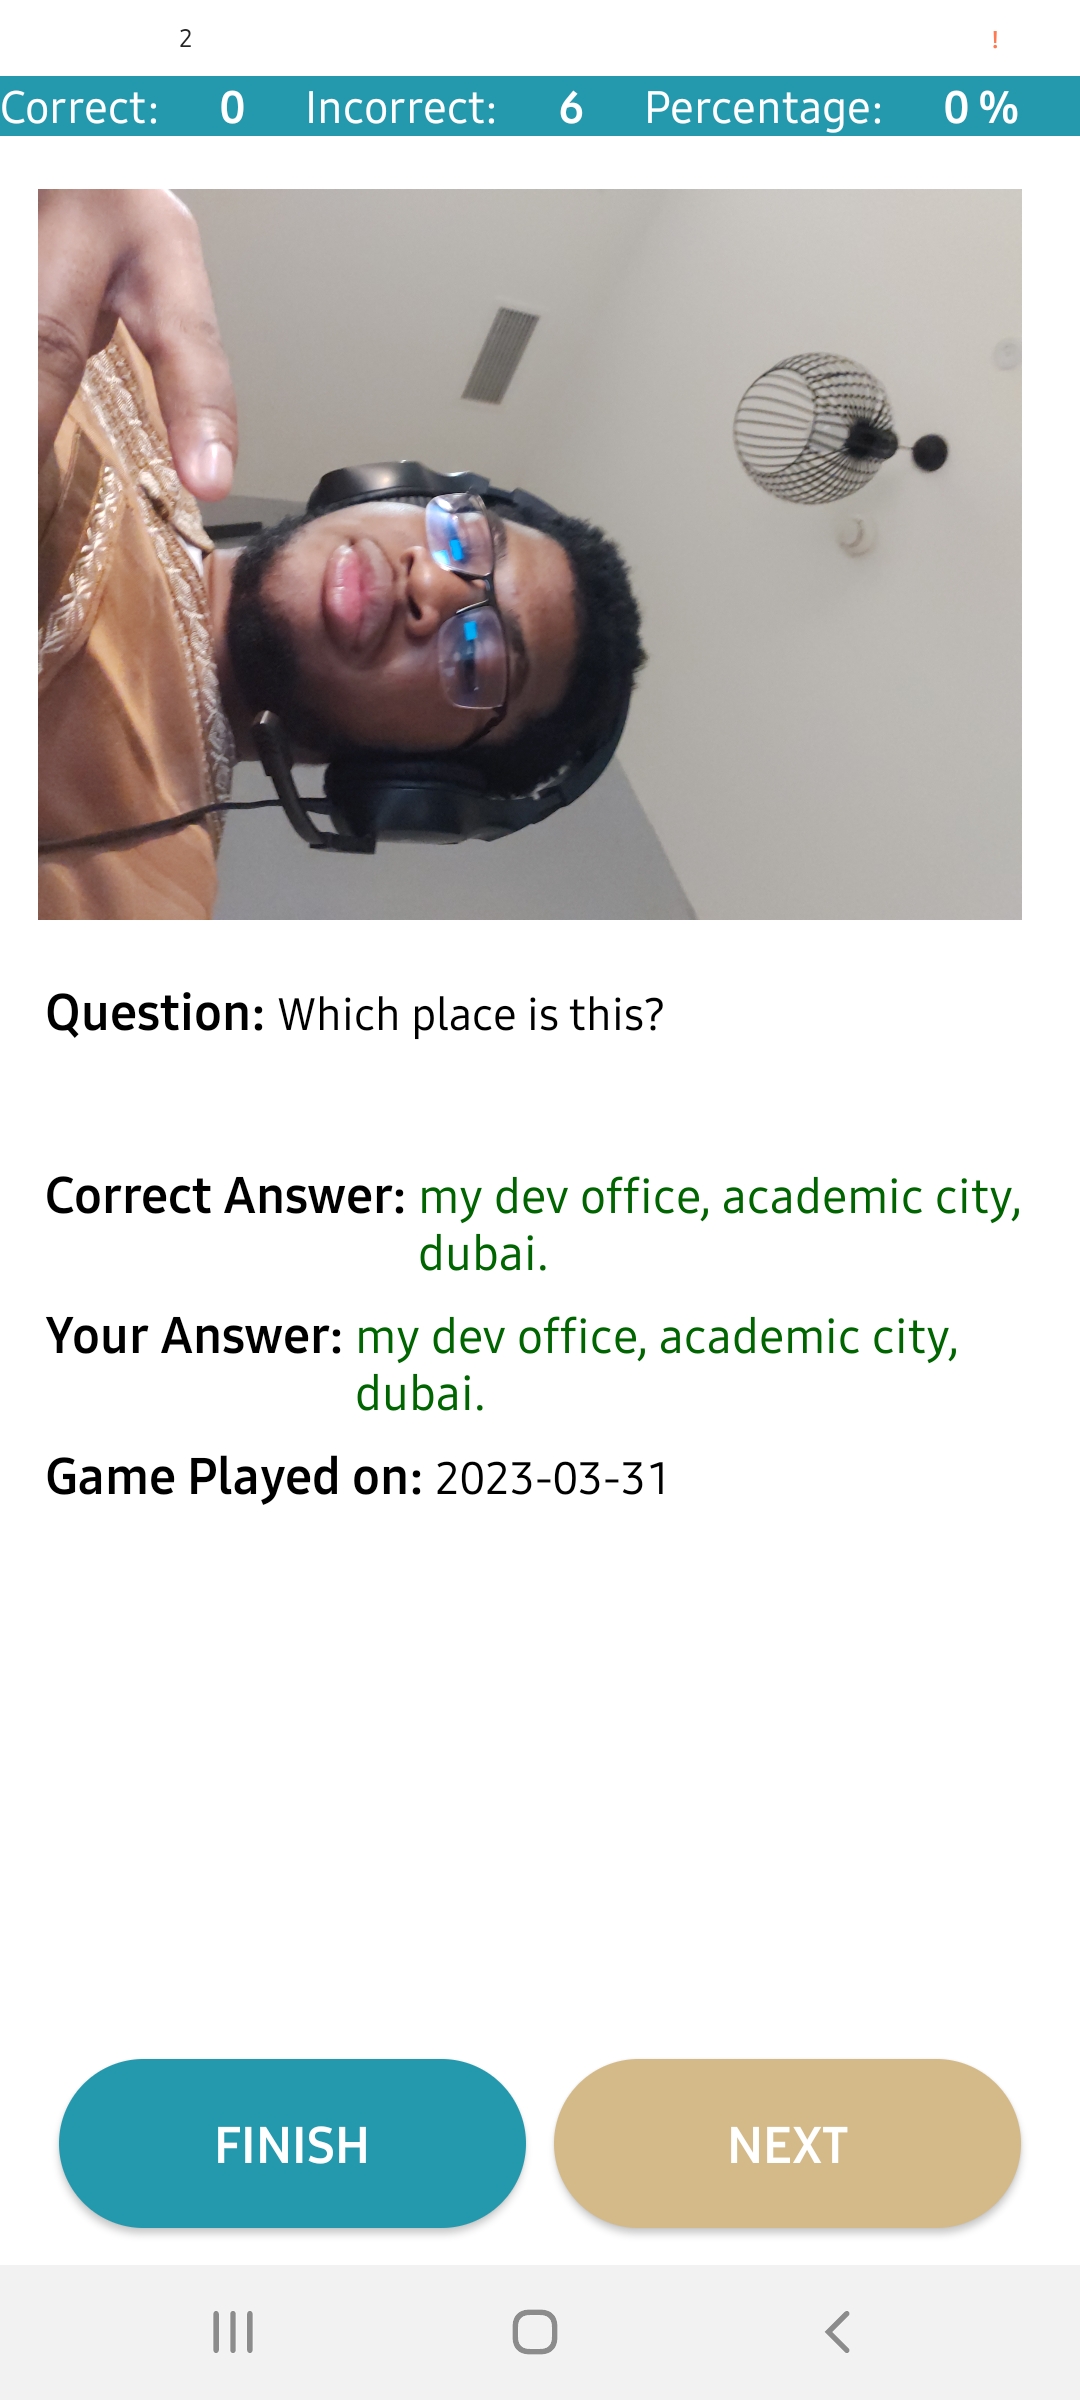 2 !
Correct: 0 Incorrect: 6 Percentage: 0 %
Question: Which place is this?
Correct Answer: my dev office, academic city,
dubai.
Your Answer: my dev office, academic city,
dubai.
Game Played on: 2023-03-31
FINISH NEXT